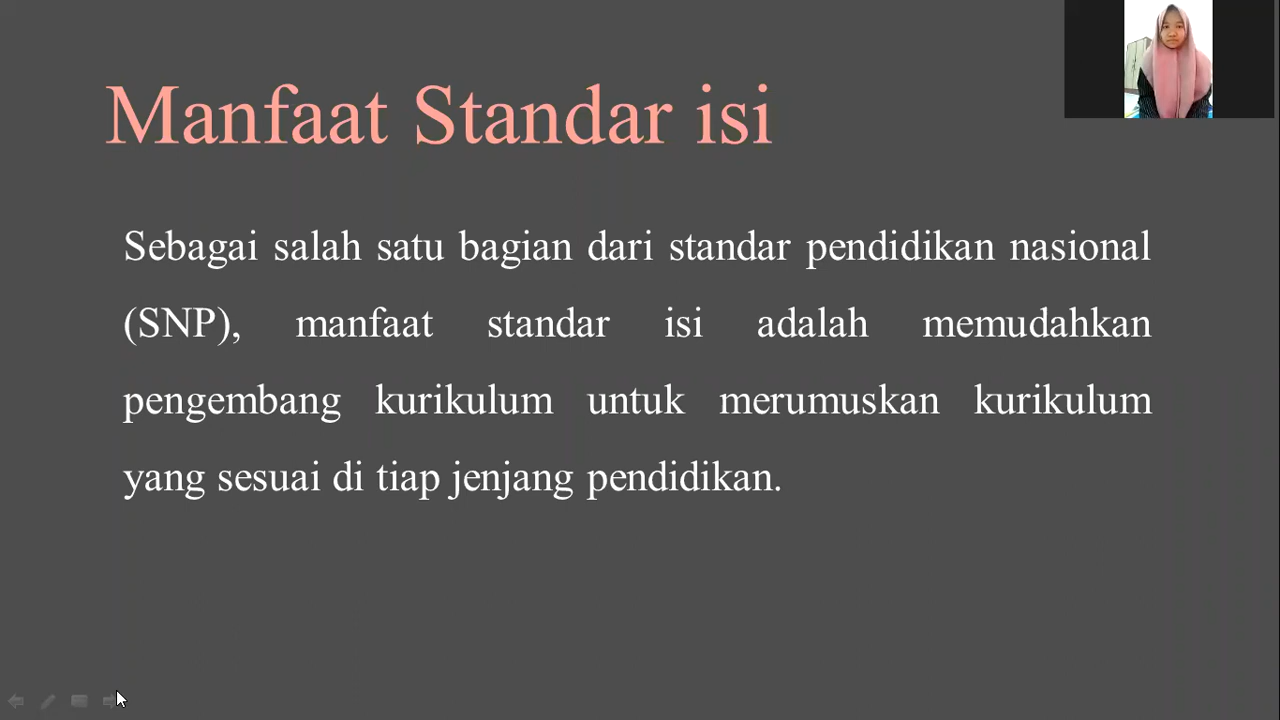 Manfaat Standar isi
Sebagai salah satu bagian dari standar pendidikan nasional
(SNP), manfaat standar isi adalah memudahkan
pengembang kurikulum untuk merumuskan kurikulum
yang sesuai di tiap jenjang pendidikan.